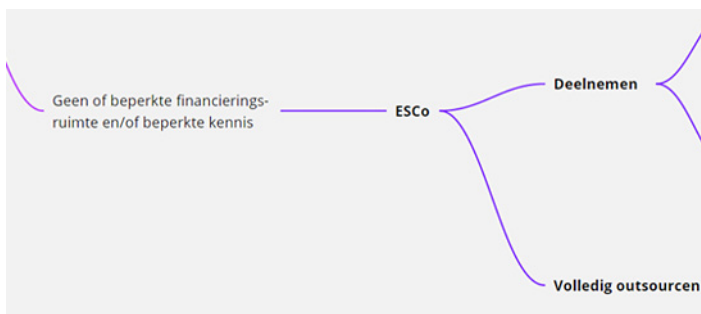 Geen of beperkte financierings-
ruimte en/of beperkte kennis
ESCo
Deelnemen
Volledig outsourcen